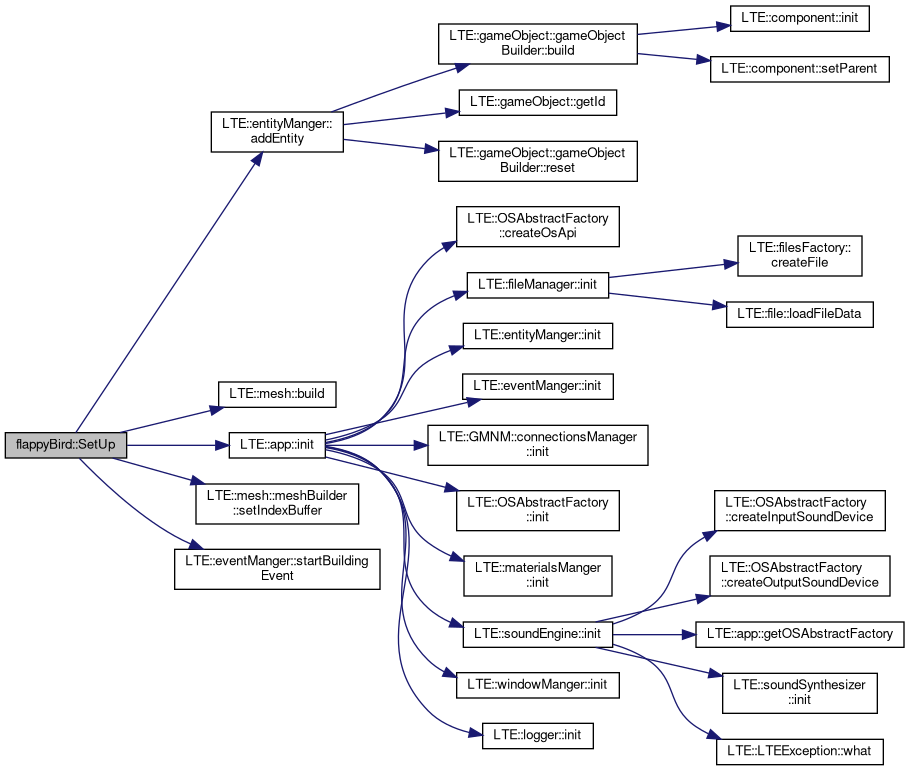 flappyBird::SetUp
LTE::entityManger::
addEntity
LTE::gameObject::gameObject
Builder::build
LTE::component::init
LTE::component::setParent
LTE::gameObject::getId
LTE::gameObject::gameObject
Builder::reset
LTE::mesh::build
LTE::app::init
LTE::OSAbstractFactory
::createOsApi
LTE::fileManager::init
LTE::filesFactory::
createFile
LTE::file::loadFileData
LTE::entityManger::init
LTE::eventManger::init
LTE::GMNM::connectionsManager
::init
LTE::OSAbstractFactory
::init
LTE::materialsManger
::init
LTE::soundEngine::init
LTE::OSAbstractFactory
::createInputSoundDevice
LTE::OSAbstractFactory
::createOutputSoundDevice
LTE::app::getOSAbstractFactory
LTE::soundSynthesizer
::init
LTE::LTEException::what
LTE::windowManger::init
LTE::logger::init
LTE::mesh::meshBuilder
::setIndexBuffer
LTE::eventManger::startBuilding
Event